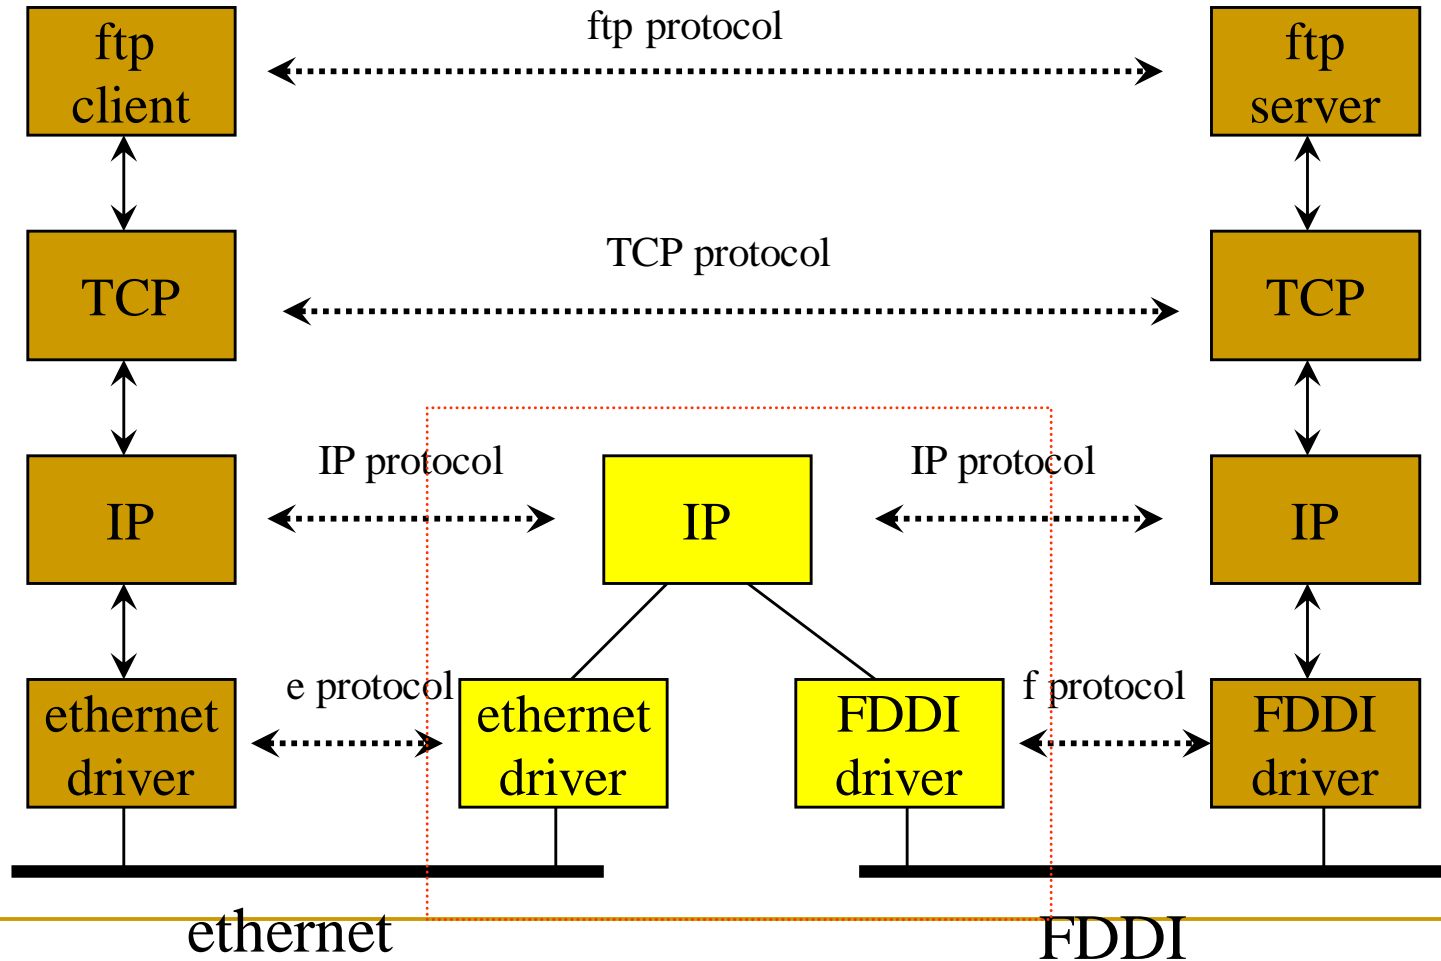 ftp protocol
ftp
client
ftp
server
TCP protocol
TCP
TCP
IP protocol
IP protocol
IP
IP
IP
e protocol
f protocol
ethernet
driver
ethernet
driver
FDDI
driver
FDDI
driver
ethernet
FDDI